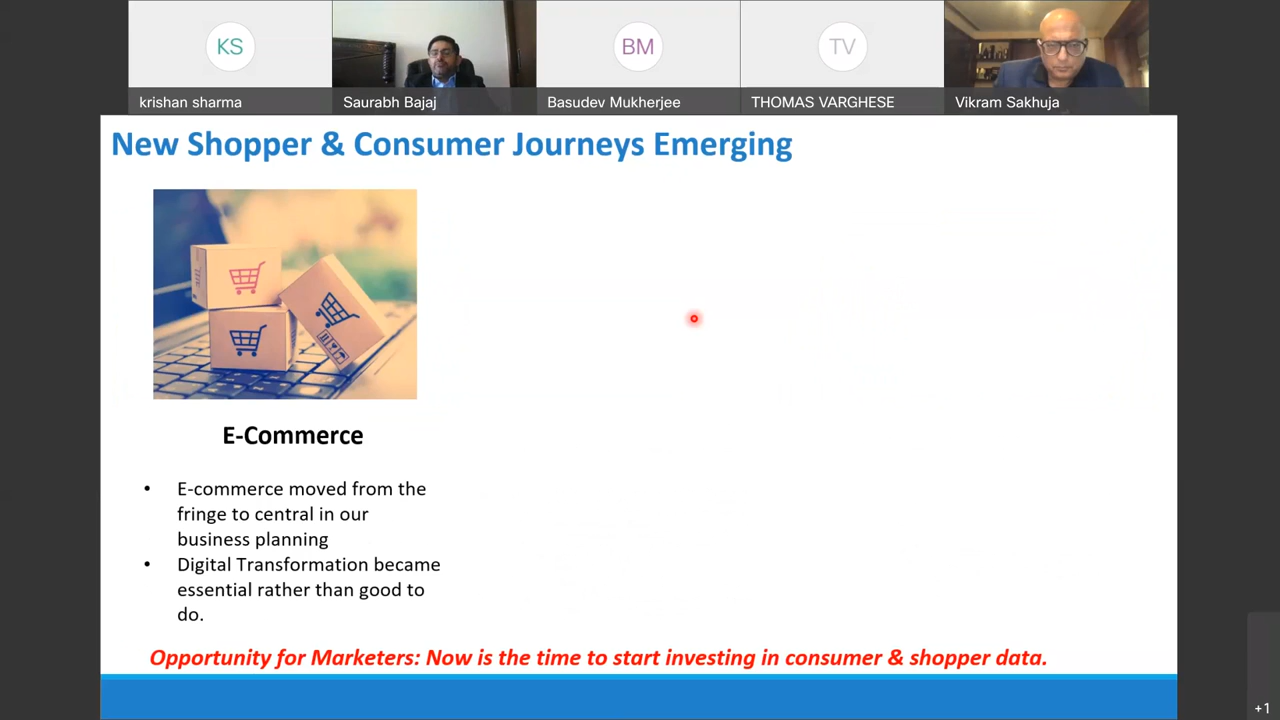 KS
BM
TV
krishan sharma
Saurabh Bajaj
Basudev Mukherjee
THOMAS VARGHESE
Vikram Sakhuja
New Shopper & Consumer Journeys Emerging
E-Commerce
• E-commerce moved from the
fringe to central in our
business planning
• Digital Transformation became
essential rather than good to
do.
Opportunity for Marketers: Now is the time to start investing in consumer & shopper data.
+1